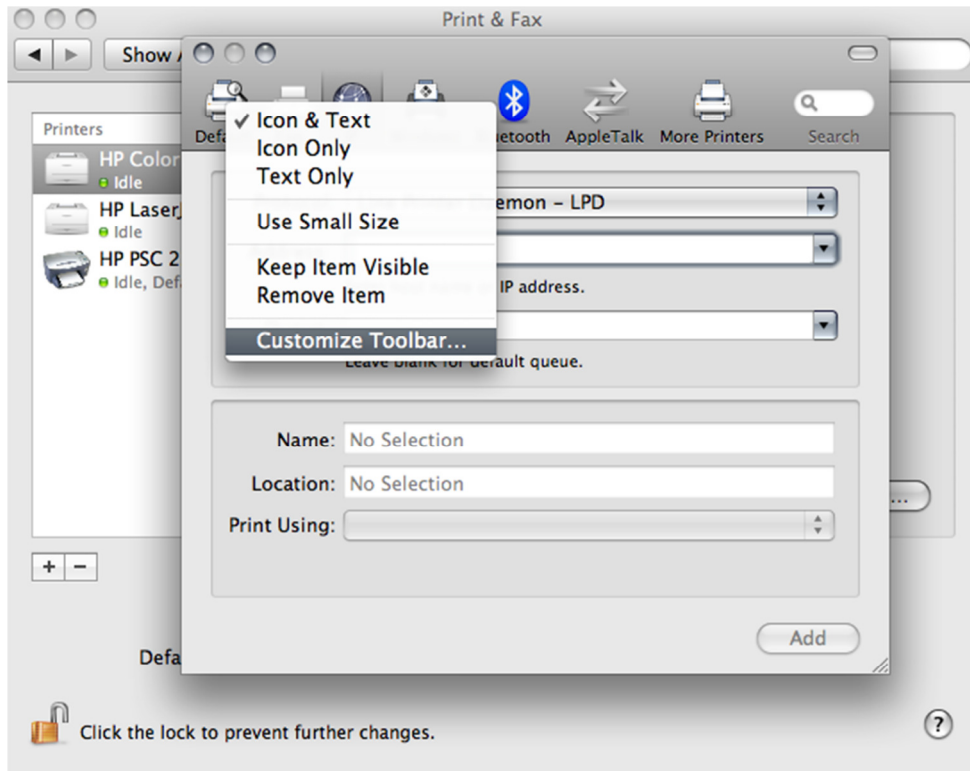 Print & Fax
Show
Default
etooth
AppleTalk
More Printers
Search
Icon & Text
Icon Only
Text Only
Use Small Size
Keep Item Visible
Remove Item
Customize Toolbar...
Printers
HP Color
Idle
HP LaserJ
Idle
HP PSC 2
Idle, Def
emon – LPD
IP address.
Leave blank for default queue.
Name: No Selection
Location: No Selection
Print Using:
...
+ −
Add
Defa
Click the lock to prevent further changes.
?